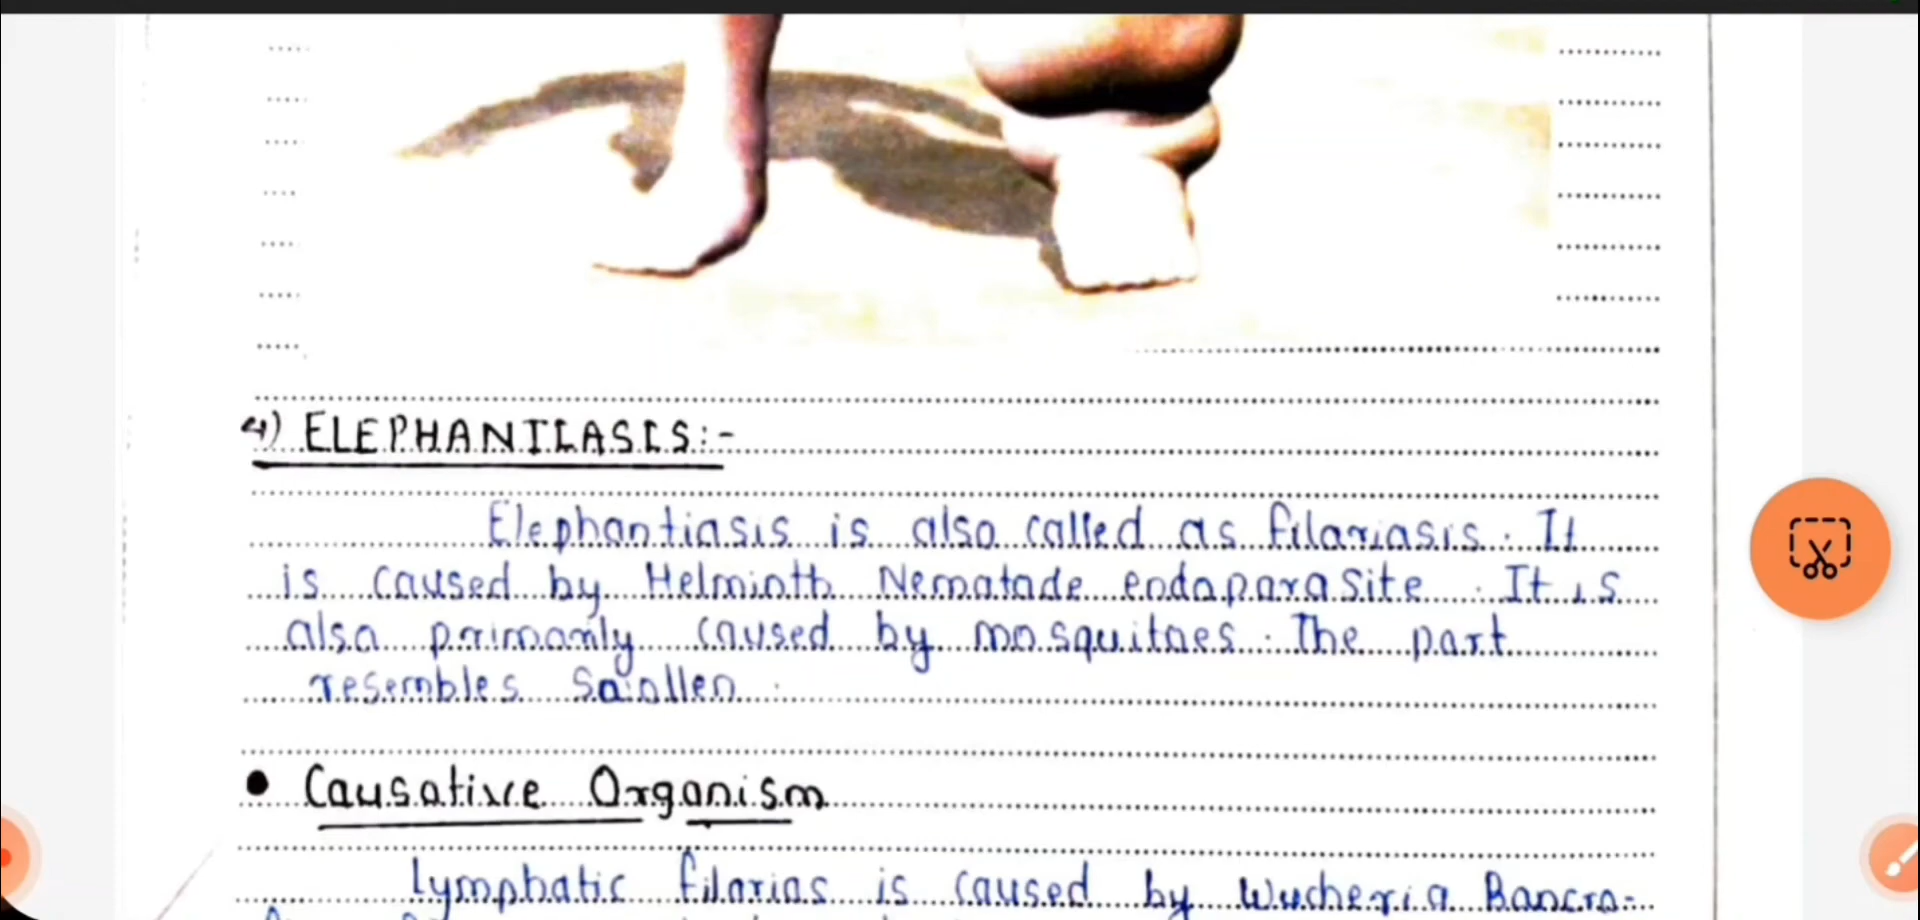 4) ELEPHANTIASIS:-
Elephantiasis is also called as filariasis. It
is caused by Helminth Nematade endoparasite. It is
also primarily caused by mosquitoes. The part
resembles Swollen.
• Causative Organism
Lymphatic filarias is caused by Wucheria Bancro-